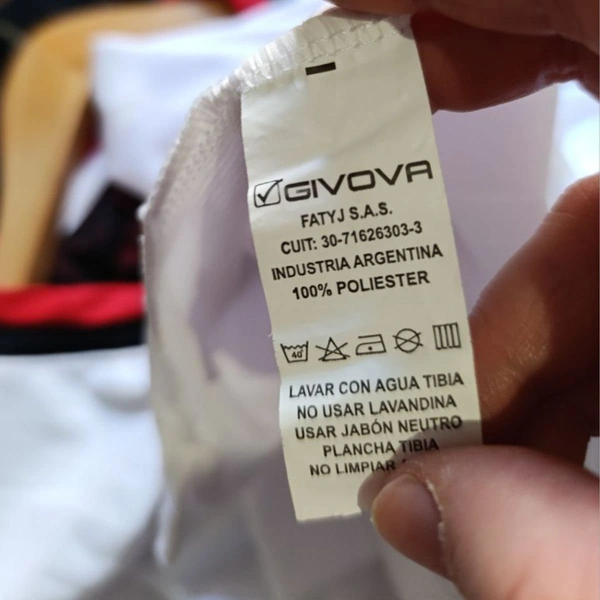 GIVOVA
FATYJ S.A.S.
CUIT: 30-71626303-3
INDUSTRIA ARGENTINA
100% POLIESTER
40°
LAVAR CON AGUA TIBIA
NO USAR LAVANDINA
USAR JABÓN NEUTRO
PLANCHA TIBIA
NO LIMPIAR